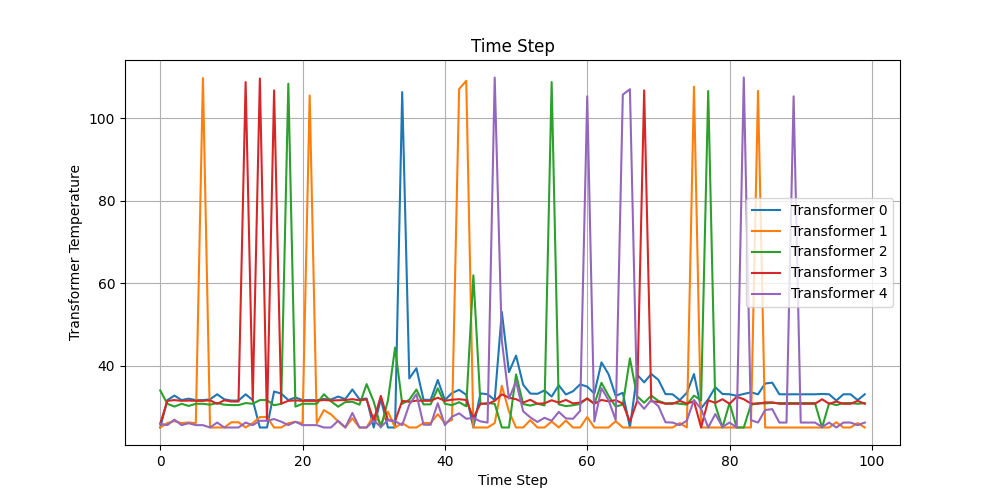 Time Step
Transformer Temperature
100
80
60
40
0 20 40 60 80 100
Time Step
Transformer 0
Transformer 1
Transformer 2
Transformer 3
Transformer 4